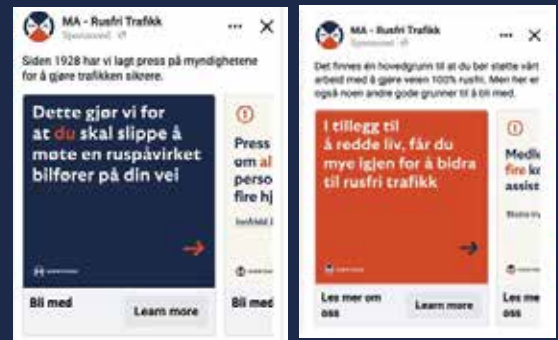 MA - Rusfri Trafikk
Sponsored
Siden 1928 har vi lagt press på myndighetene
for å gjøre trafikken sikrere.
Dette gjør vi for
at du skal slippe å
møte en ruspåvirket
bilfører på din vei
Press
om al
perso
fire hj
Bli med
Learn more
Bli med
MA - Rusfri Trafikk
Sponsored
Det finnes én hovedgrunn til at du bør støtte vårt
arbeid med å gjøre veien 100% rusfri. Men her er
også noen andre gode grunner til å bli med.
I tillegg til
å redde liv, får du
mye igjen for å bidra
til rusfri trafikk
Medle
fire ko
assist
Les mer om
oss
Learn more
Les me
oss